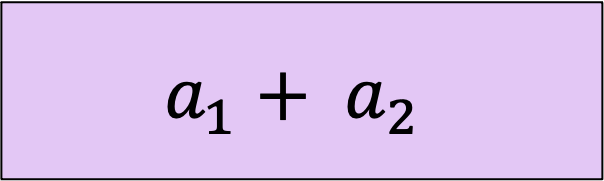 a₁ + a₂